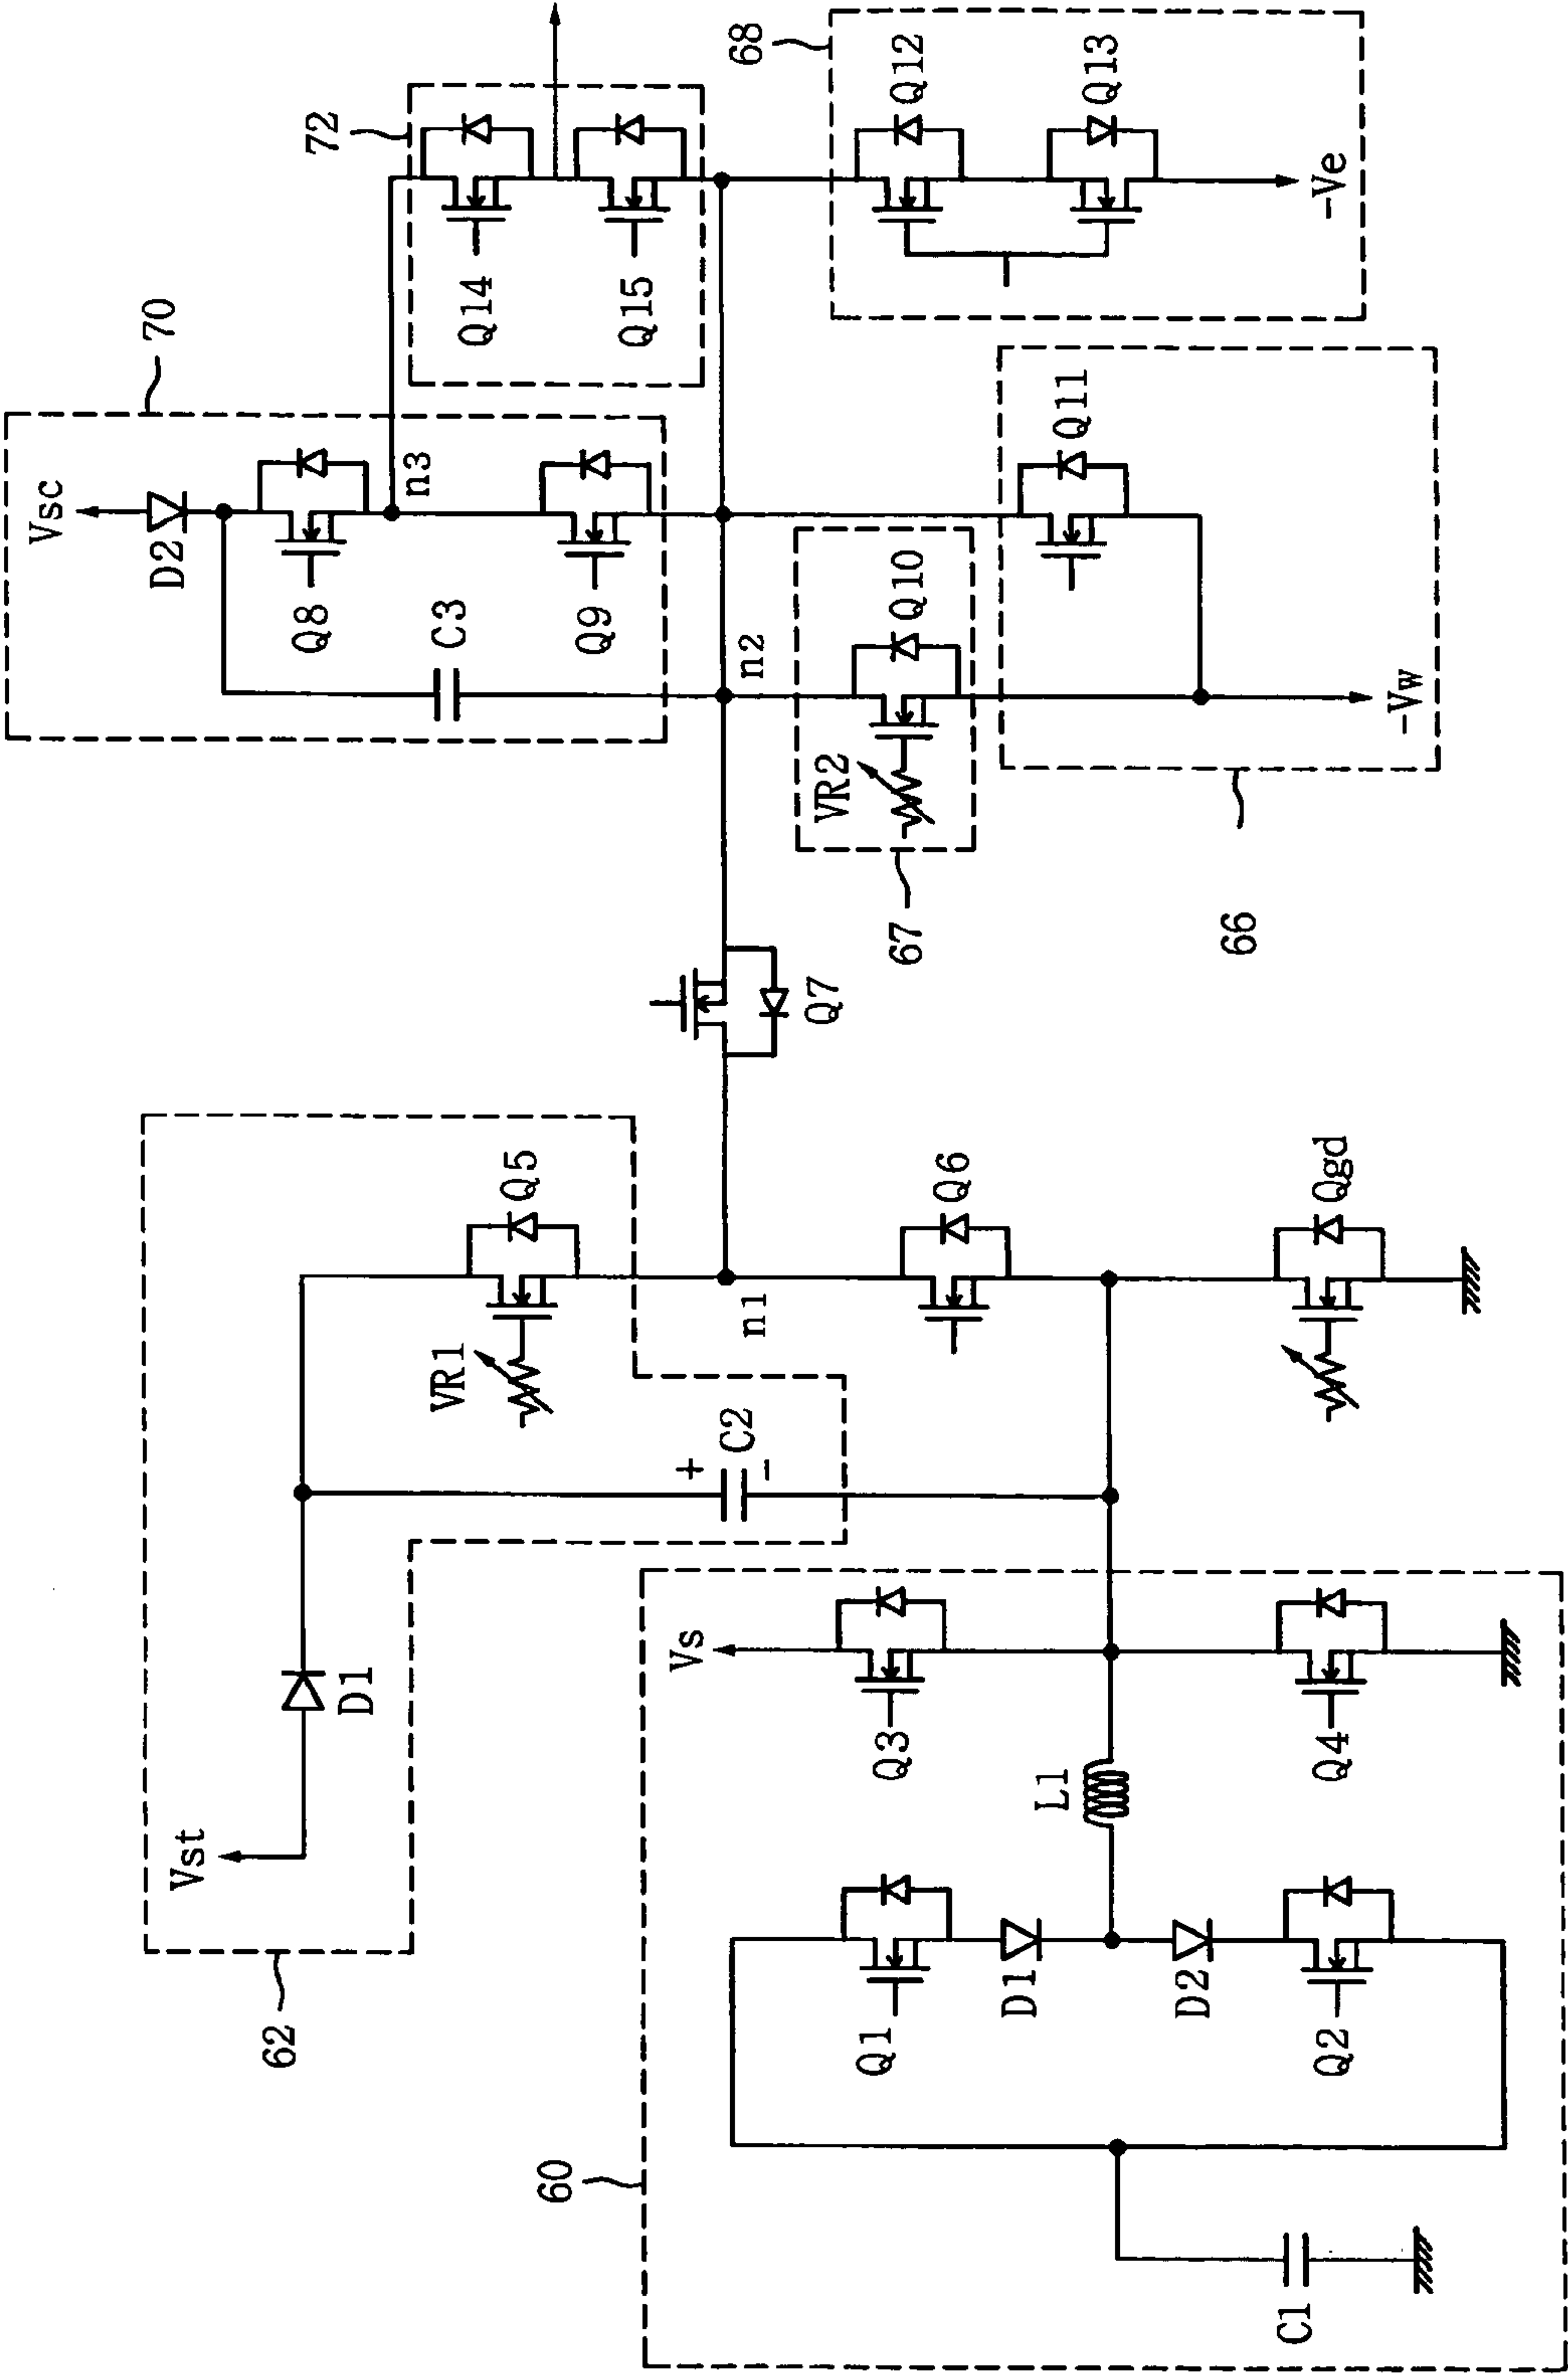 72
68
Q12
Q13
-Ve
Q14
Q15
70
Vsc
D2
Q8
n3
C3
Q9
n2
Q10
VR2
67
Q11
-Vw
66
Q7
62
Vst
D1
VR1
Q5
n1
C2
+
-
Q6
Qgd
60
Vs
Q3
Q4
L1
Q1
D1
D2
Q2
C1